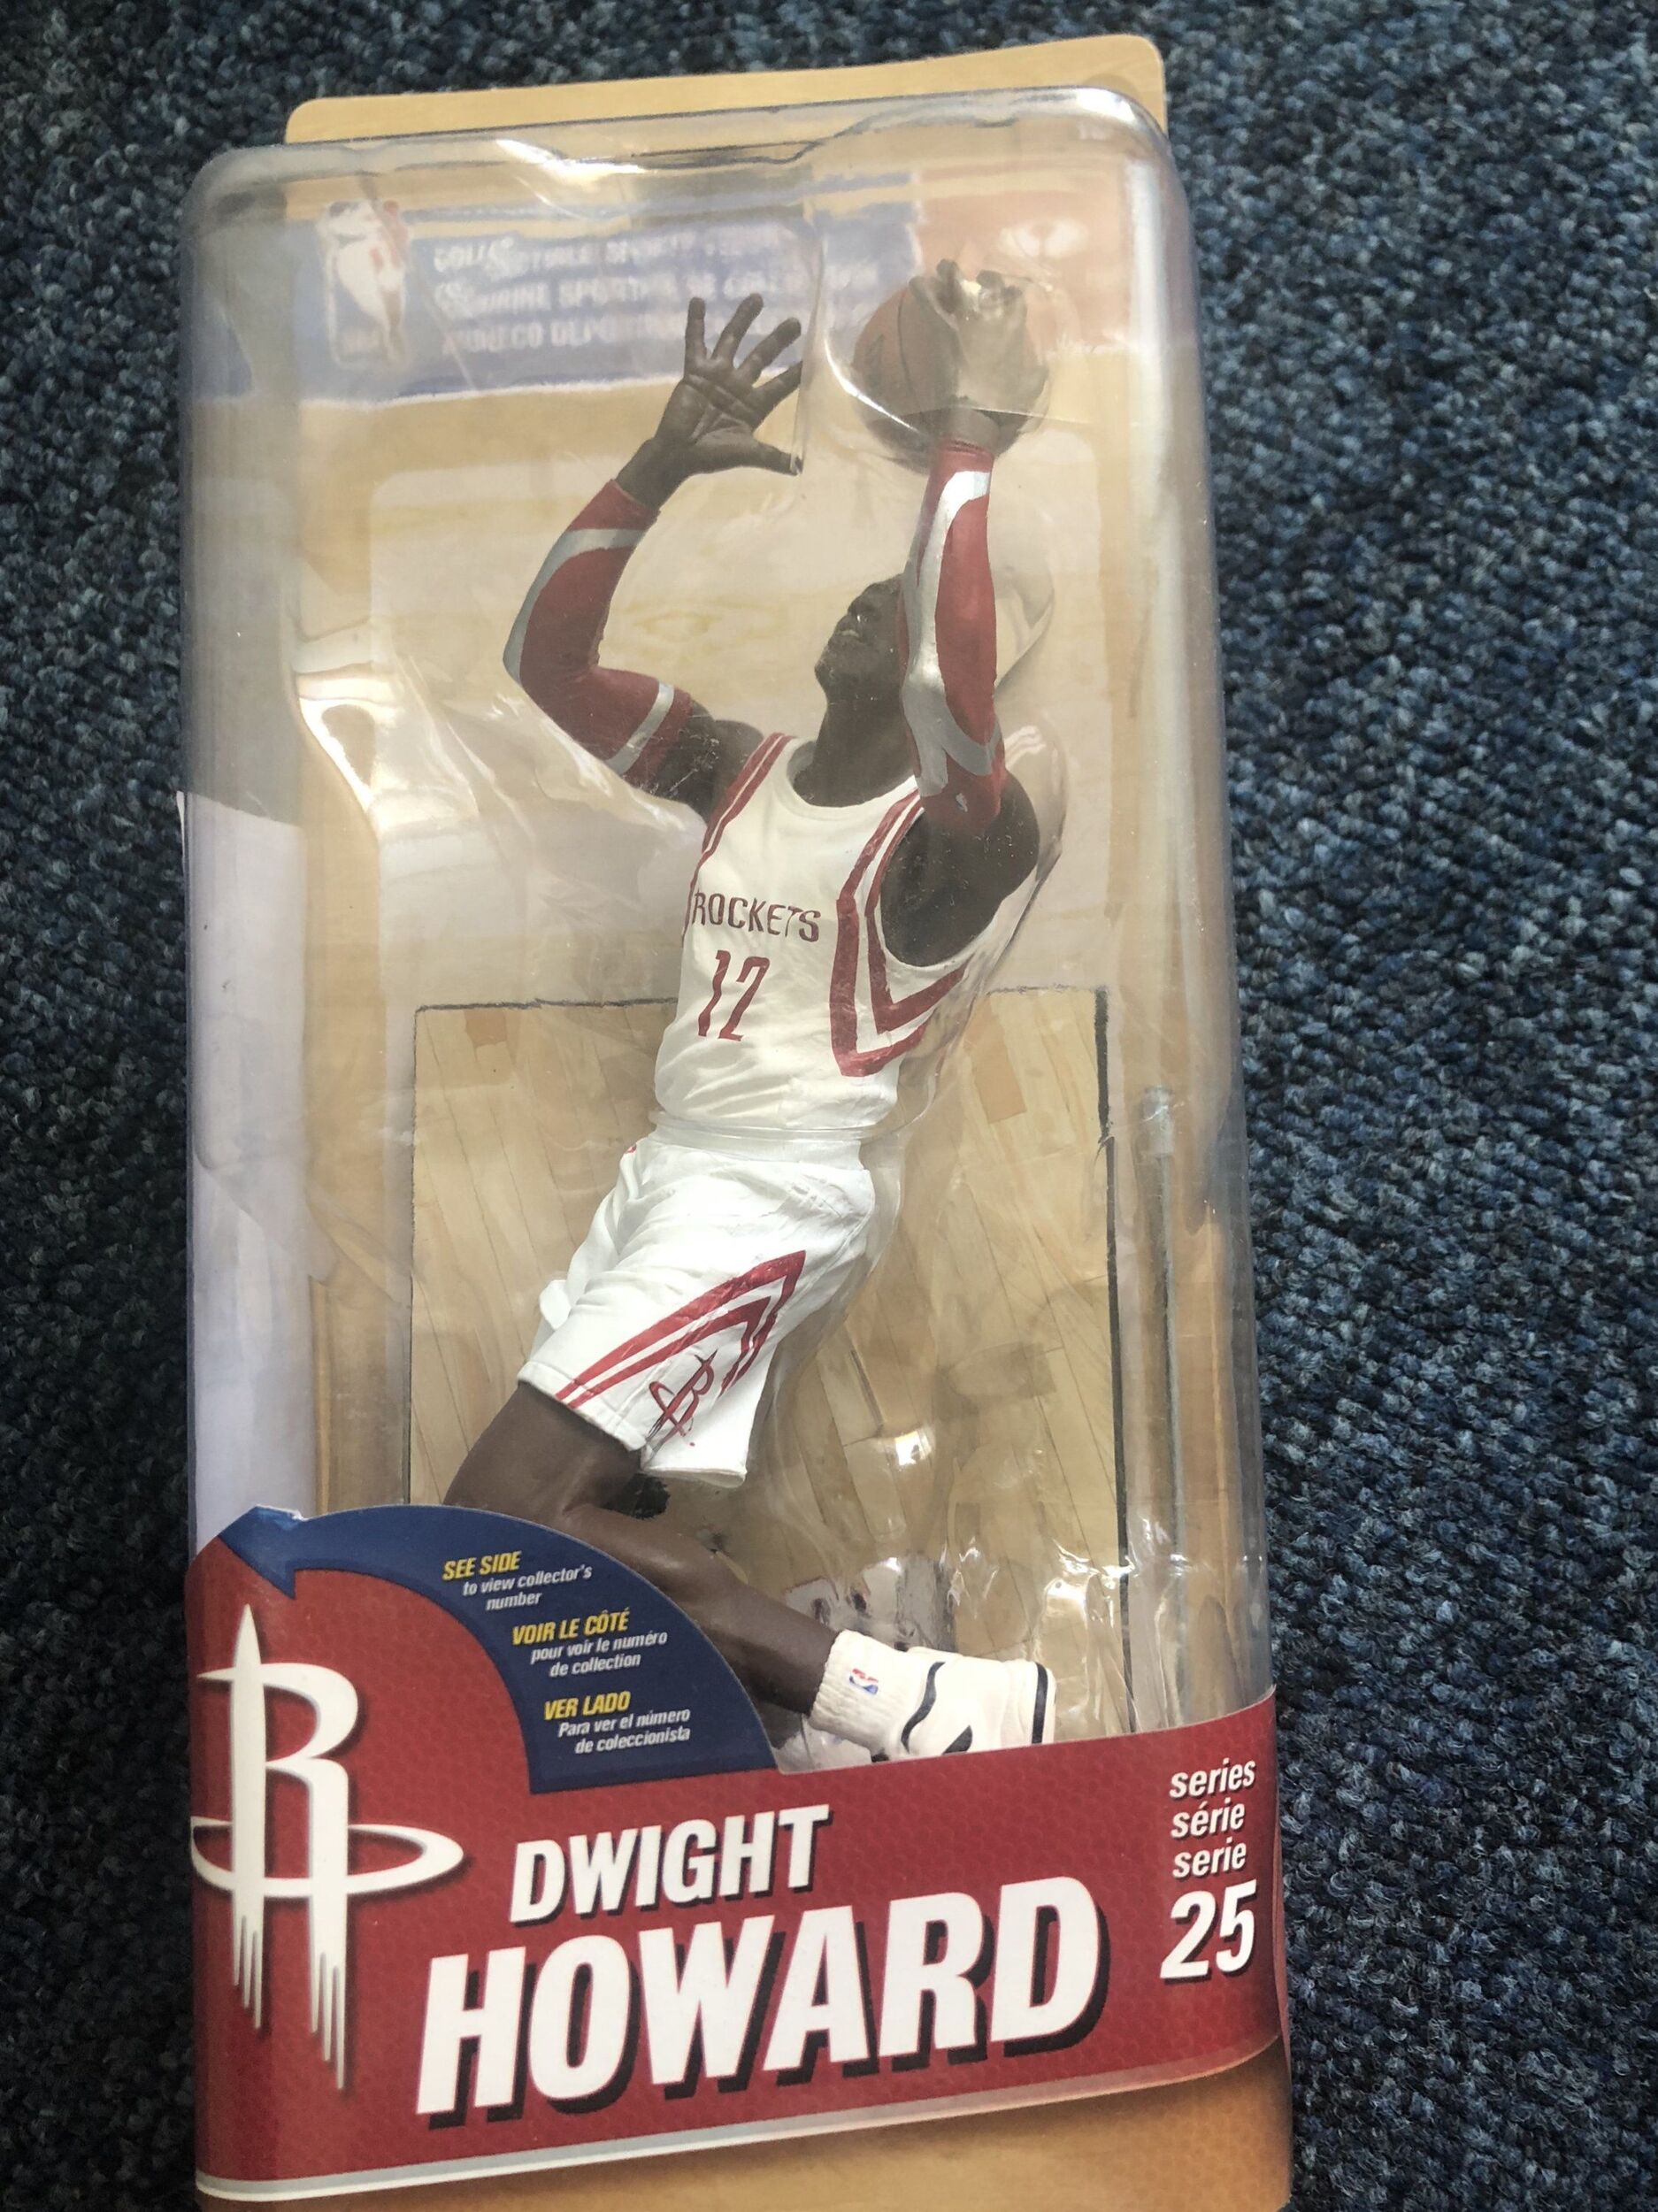 ROCKETS
12
SEE SIDE
to view collector's
number
VOIR LE CÔTÉ
pour voir le numéro
de collection
VER LADO
Para ver el número
de coleccionista
R
DWIGHT
HOWARD
series
série
serie
25